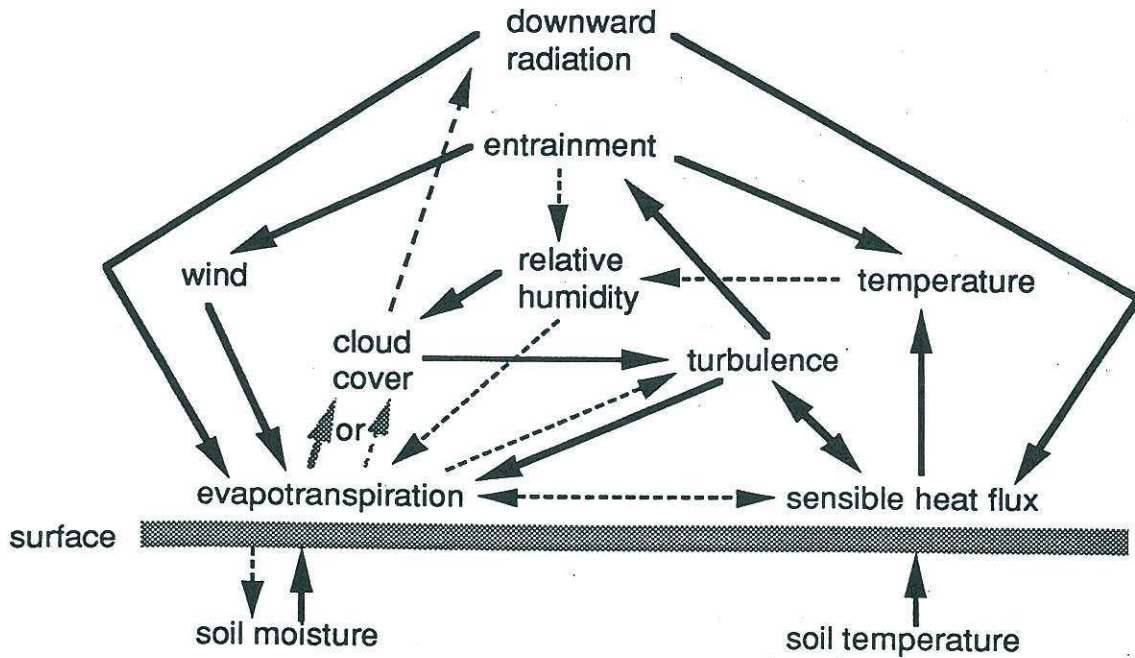 downward
radiation
entrainment
wind
relative
humidity
temperature
cloud
cover
turbulence
or
evapotranspiration
sensible heat flux
surface
soil moisture
soil temperature